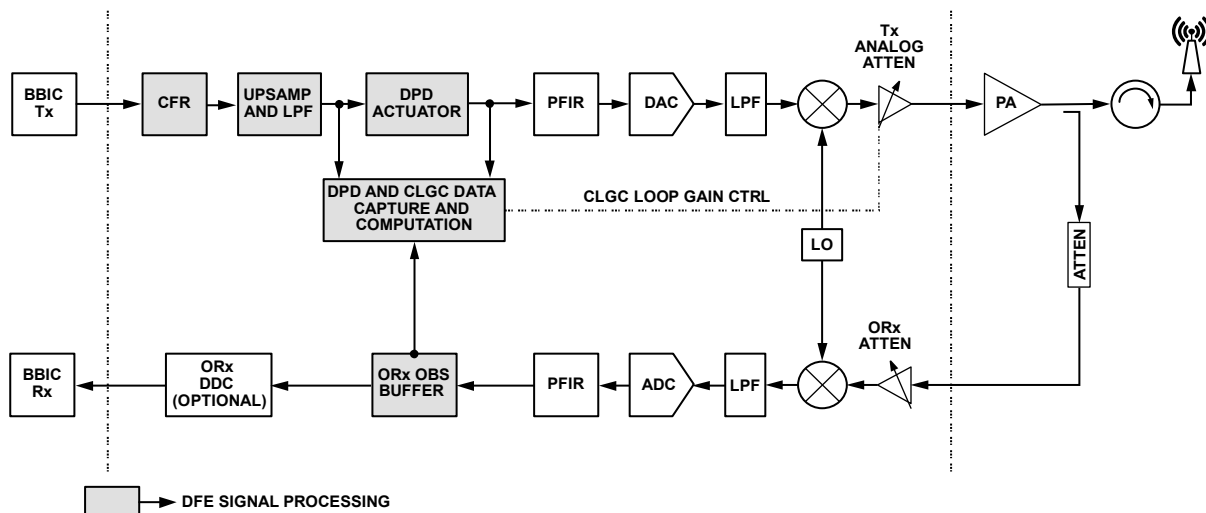 Tx
ANALOG
ATTEN
BBIC
Tx
CFR
UPSAMP
AND LPF
DPD
ACTUATOR
PFIR
DAC
LPF
PA
DPD AND CLGC DATA
CAPTURE AND
COMPUTATION
CLGC LOOP GAIN CTRL
LO
ATTEN
ORx
ATTEN
BBIC
Rx
ORx
DDC
(OPTIONAL)
ORx OBS
BUFFER
PFIR
ADC
LPF
DFE SIGNAL PROCESSING